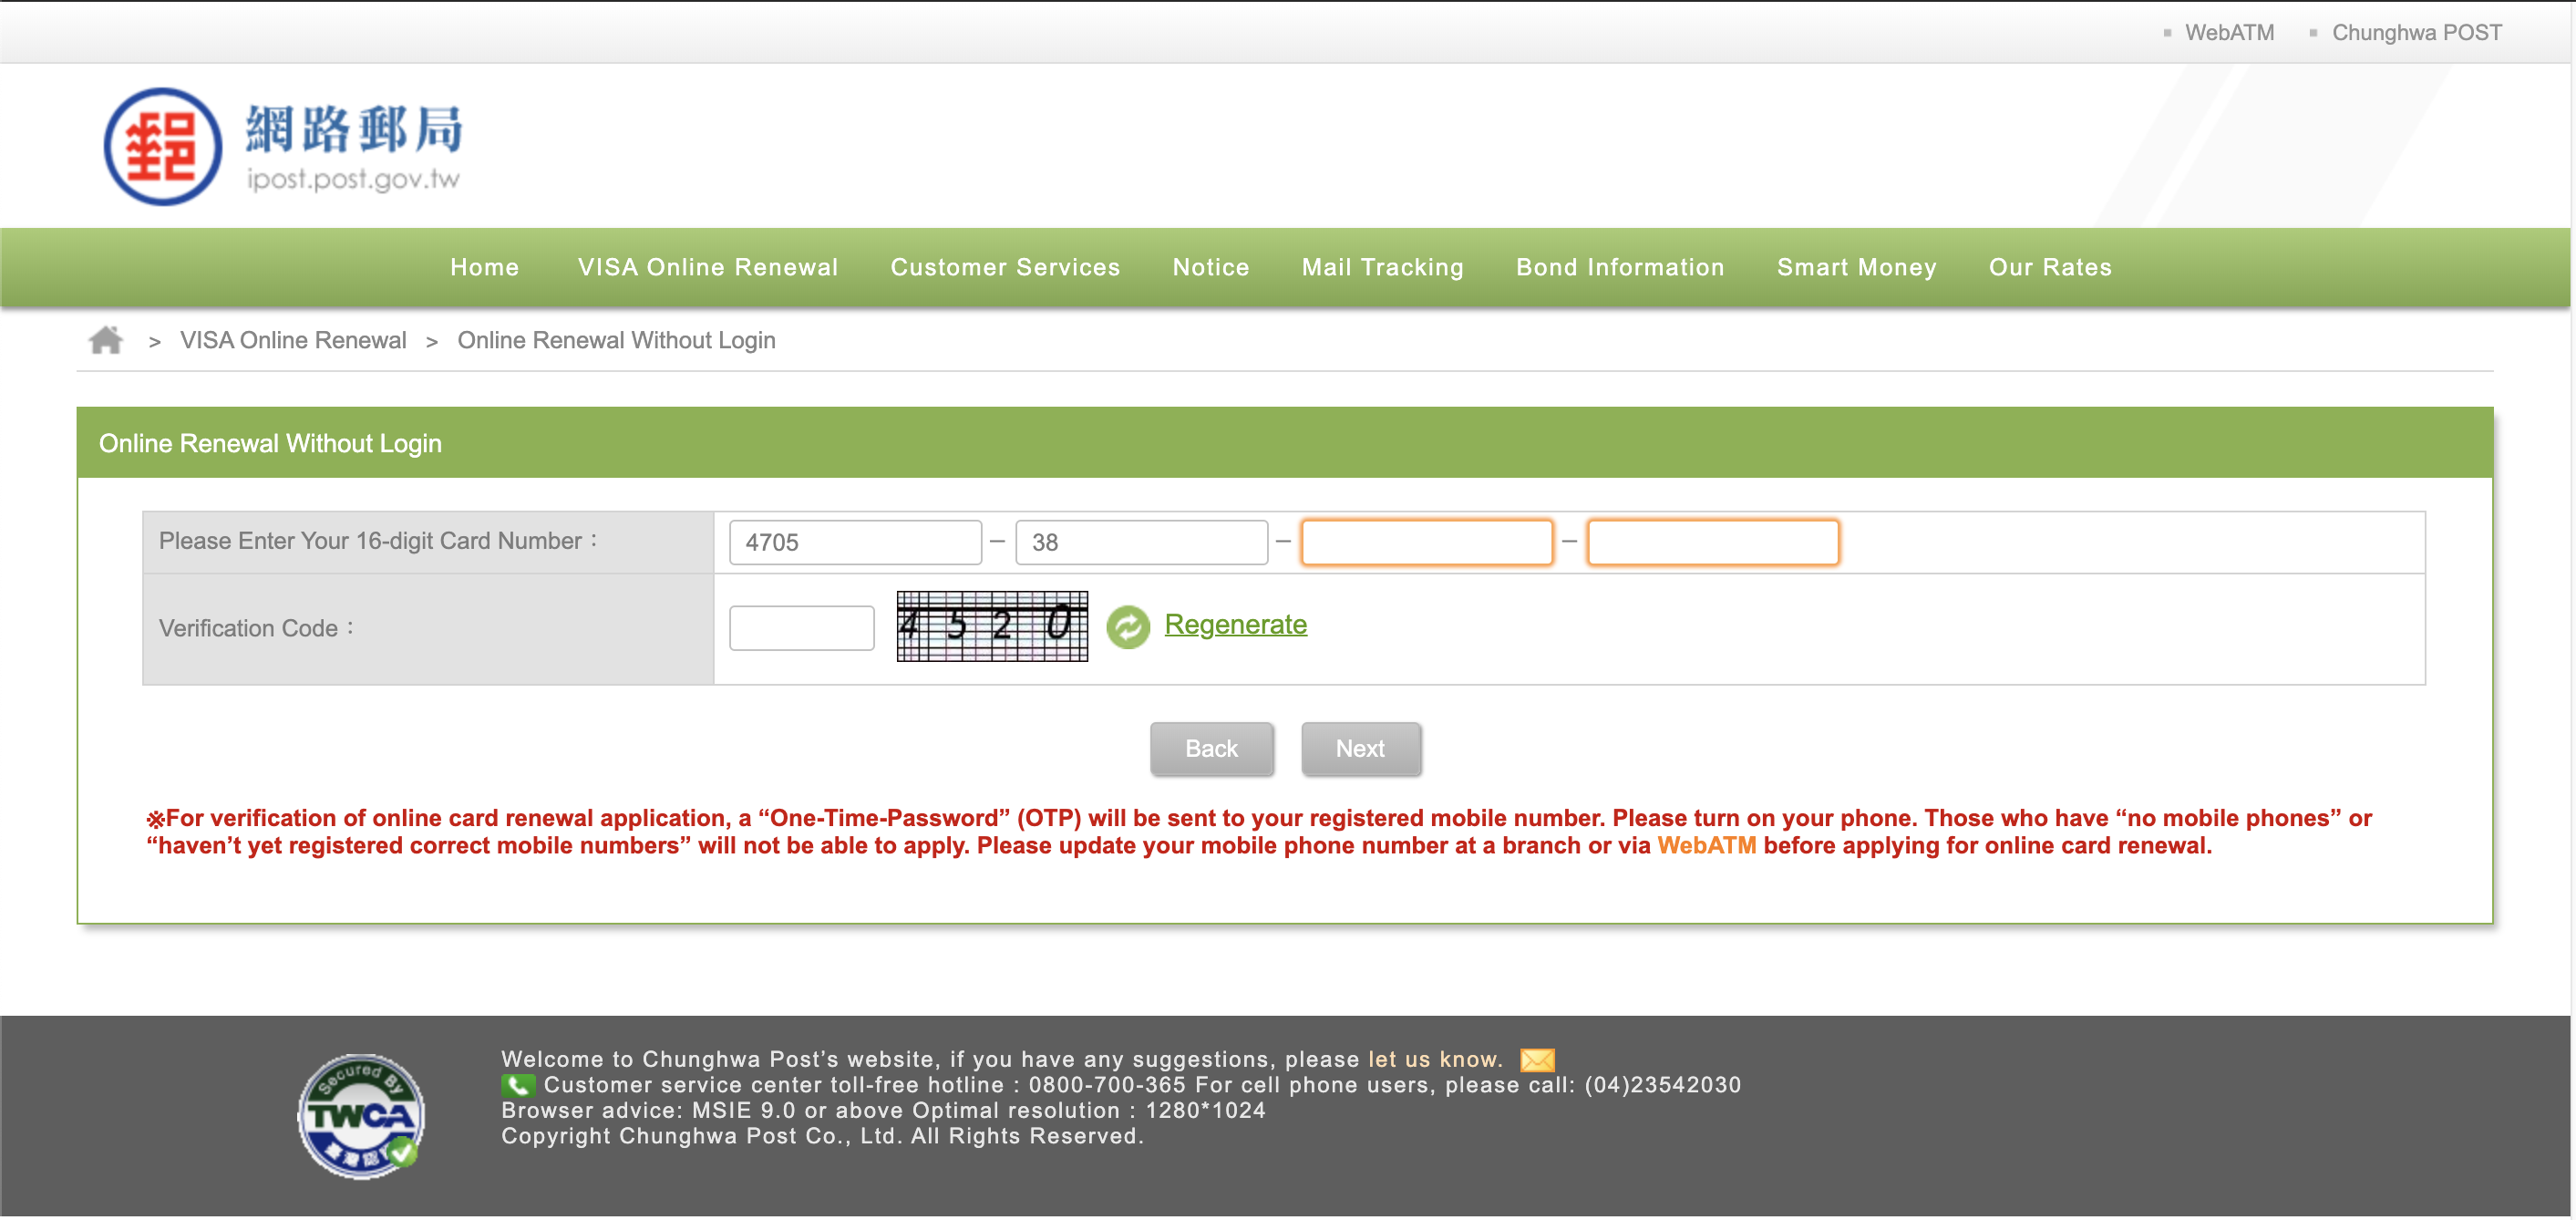 WebATM
Chunghwa POST
郵
網路郵局
ipost.post.gov.tw
Home VISA Online Renewal Customer Services Notice Mail Tracking Bond Information Smart Money Our Rates
> VISA Online Renewal > Online Renewal Without Login
Online Renewal Without Login
Please Enter Your 16-digit Card Number： 4705 – 38 – –
Verification Code： 4 5 2 0 Regenerate
Back Next
※For verification of online card renewal application, a “One-Time-Password” (OTP) will be sent to your registered mobile number. Please turn on your phone. Those who have “no mobile phones” or
“haven’t yet registered correct mobile numbers” will not be able to apply. Please update your mobile phone number at a branch or via WebATM before applying for online card renewal.
Secured By
TWCA
Welcome to Chunghwa Post’s website, if you have any suggestions, please let us know.
Customer service center toll-free hotline : 0800-700-365 For cell phone users, please call: (04)23542030
Browser advice: MSIE 9.0 or above Optimal resolution : 1280*1024
Copyright Chunghwa Post Co., Ltd. All Rights Reserved.